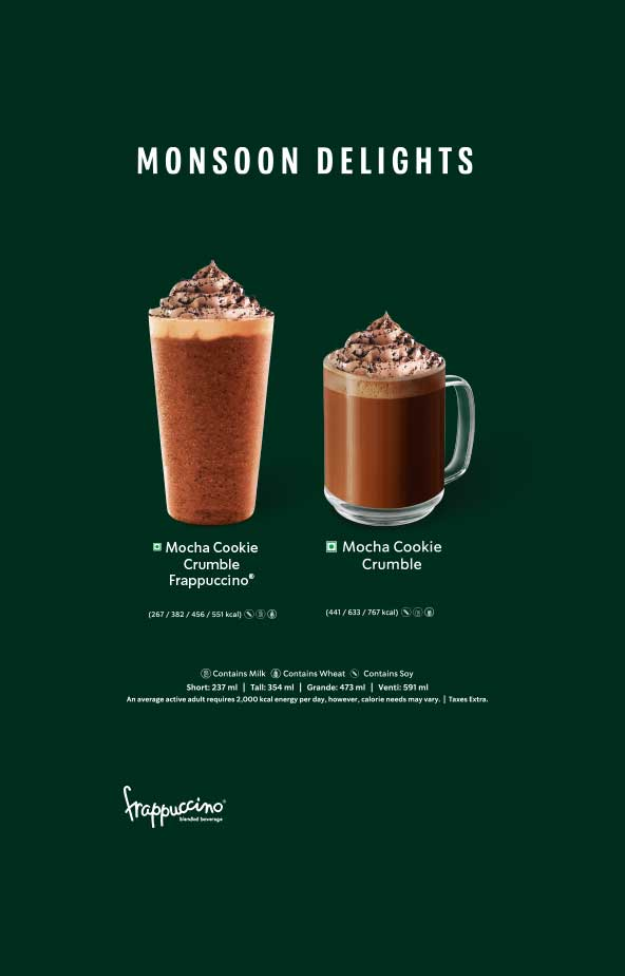 MONSOON DELIGHTS
Mocha Cookie
Crumble
Frappuccino®
(267 / 382 / 456 / 551 kcal)
Mocha Cookie
Crumble
(441 / 633 / 767 kcal)
Contains Milk Contains Wheat Contains Soy
Short: 237 ml | Tall: 354 ml | Grande: 473 ml | Venti: 591 ml
An average active adult requires 2,000 kcal energy per day, however, calorie needs may vary. | Taxes Extra.
frappuccino®
blended beverage